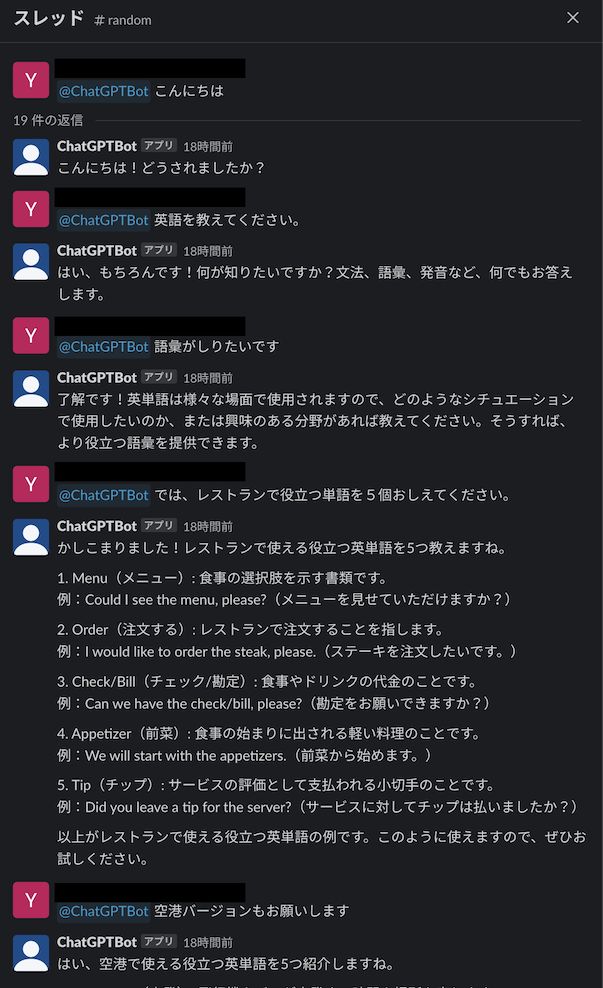 スレッド # random
Y
@ChatGPTBot こんにちは
19 件の返信
ChatGPTBot アプリ 18時間前
こんにちは！どうされましたか？
Y
@ChatGPTBot 英語を教えてください。
ChatGPTBot アプリ 18時間前
はい、もちろんです！何が知りたいですか？文法、語彙、発音など、何でもお答え
します。
Y
@ChatGPTBot 語彙がしりたいです
ChatGPTBot アプリ 18時間前
了解です！英単語は様々な場面で使用されますので、どのようなシチュエーション
で使用したいのか、または興味のある分野があれば教えてください。そうすれば、
より役立つ語彙を提供できます。
Y
@ChatGPTBot では、レストランで役立つ単語を５個おしえてください。
ChatGPTBot アプリ 18時間前
かしこまりました！レストランで使える役立つ英単語を5つ教えますね。
1. Menu（メニュー）: 食事の選択肢を示す書類です。
例：Could I see the menu, please?（メニューを見せていただけますか？）
2. Order（注文する）: レストランで注文することを指します。
例：I would like to order the steak, please.（ステーキを注文したいです。）
3. Check/Bill（チェック/勘定）: 食事やドリンクの代金のことです。
例：Can we have the check/bill, please?（勘定をお願いできますか？）
4. Appetizer（前菜）: 食事の始まりに出される軽い料理のことです。
例：We will start with the appetizers.（前菜から始めます。）
5. Tip（チップ）: サービスの評価として支払われる小切手のことです。
例：Did you leave a tip for the server?（サービスに対してチップは払いましたか？）
以上がレストランで使える役立つ英単語の例です。このように使えますので、ぜひお
試しください。
Y
@ChatGPTBot 空港バージョンもお願いします
ChatGPTBot アプリ 18時間前
はい、空港で使える役立つ英単語を5つ紹介しますね。